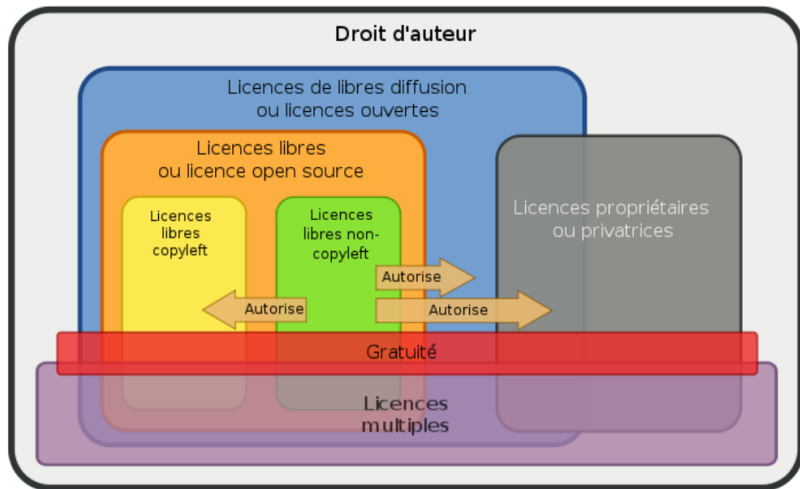 Droit d'auteur
Licences de libres diffusion
ou licences ouvertes
Licences libres
ou licence open source
Licences
libres
copyleft
Licences
libres non-
copyleft
Licences propriétaires
ou privatrices
Autorise
Autorise
Autorise
Gratuité
Licences
multiples